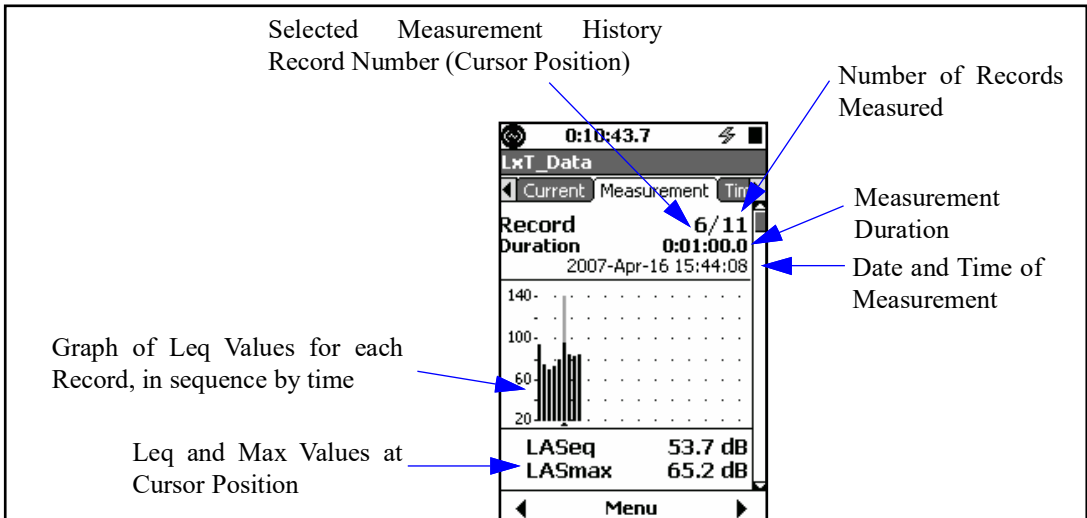 Selected Measurement History
Record Number (Cursor Position)
Number of Records
Measured
0:10:43.7
LxT_Data
Current Measurement Tim
Record 6/11
Duration 0:01:00.0
2007-Apr-16 15:44:08
Measurement
Duration
Date and Time of
Measurement
140
100
60
20
Graph of Leq Values for each
Record, in sequence by time
LASeq 53.7 dB
LASmax 65.2 dB
Leq and Max Values at
Cursor Position
Menu